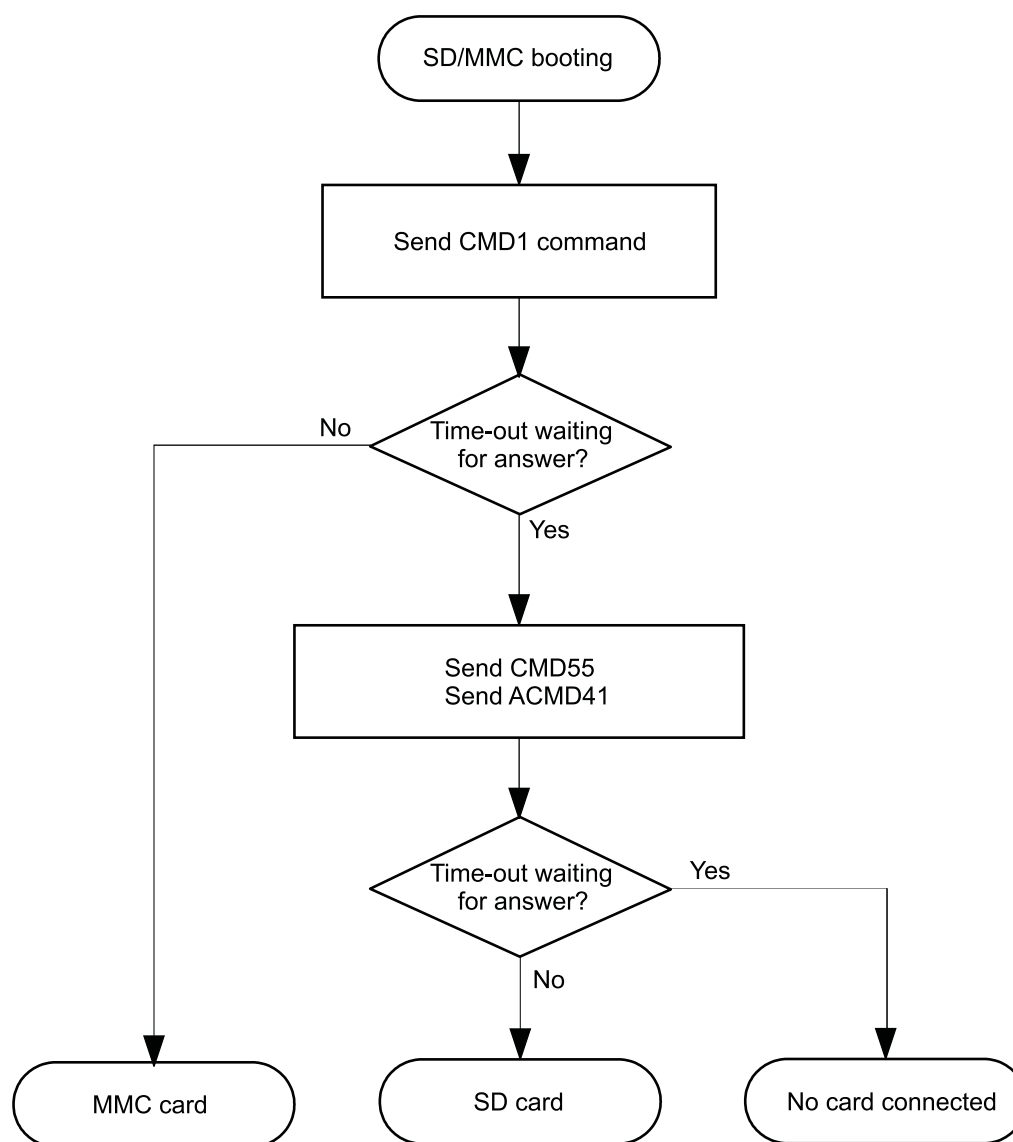 SD/MMC booting
Send CMD1 command
No
Time-out waiting
for answer?
Yes
Send CMD55
Send ACMD41
Time-out waiting
for answer?
Yes
No
MMC card
SD card
No card connected